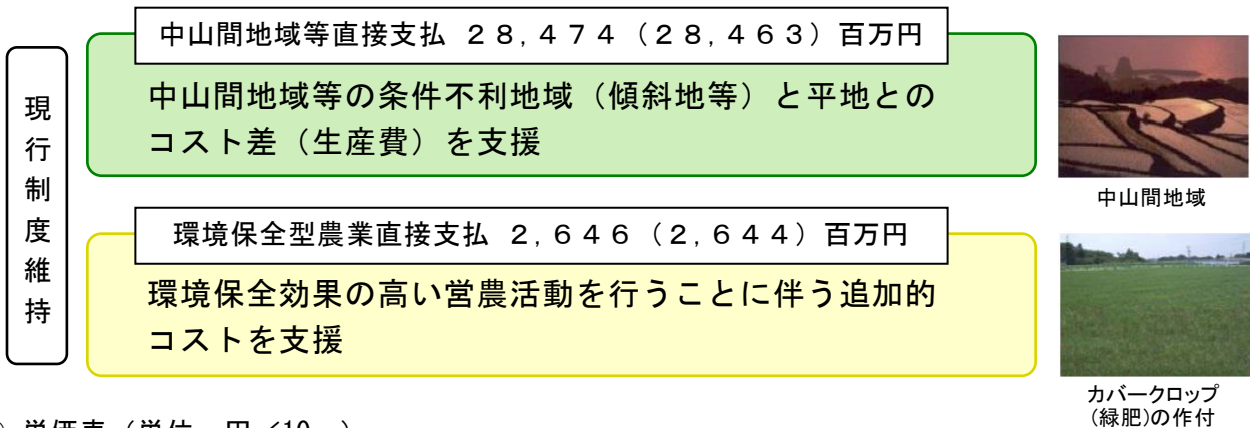 現行制度維持
中山間地域等直接支払 ２８,４７４（２８,４６３）百万円
中山間地域等の条件不利地域（傾斜地等）と平地との
コスト差（生産費）を支援
中山間地域
環境保全型農業直接支払 ２,６４６（２,６４４）百万円
環境保全効果の高い営農活動を行うことに伴う追加的
コストを支援
カバークロップ
(緑肥)の作付
単価表（単位